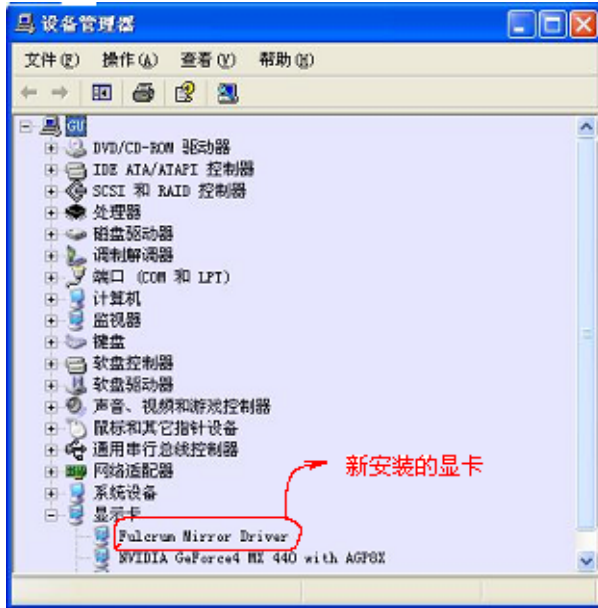 设备管理器
文件(F) 操作(A) 查看(V) 帮助(H)
GU
DVD/CD-ROM 驱动器
IDE ATA/ATAPI 控制器
SCSI 和 RAID 控制器
处理器
磁盘驱动器
调制解调器
端口 (COM 和 LPT)
计算机
监视器
键盘
软盘控制器
软盘驱动器
声音、视频和游戏控制器
鼠标和其它指针设备
通用串行总线控制器
网络适配器
新安装的显卡
系统设备
显示卡
Fulcrum Mirror Driver
NVIDIA GeForce4 MX 440 with AGP8X